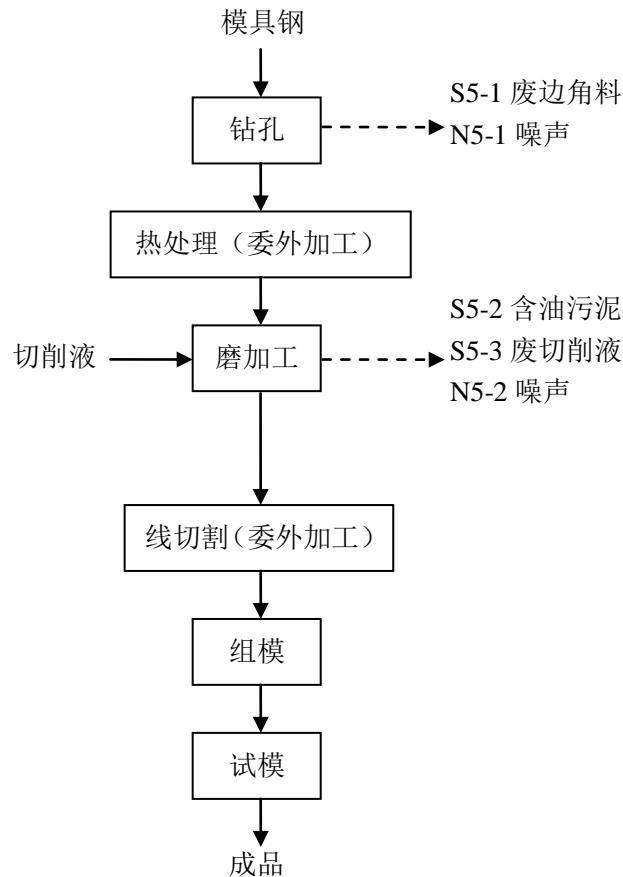 模具钢
钻孔
S5-1 废边角料
N5-1 噪声
热处理（委外加工）
切削液
磨加工
S5-2 含油污泥
S5-3 废切削液
N5-2 噪声
线切割（委外加工）
组模
试模
成品